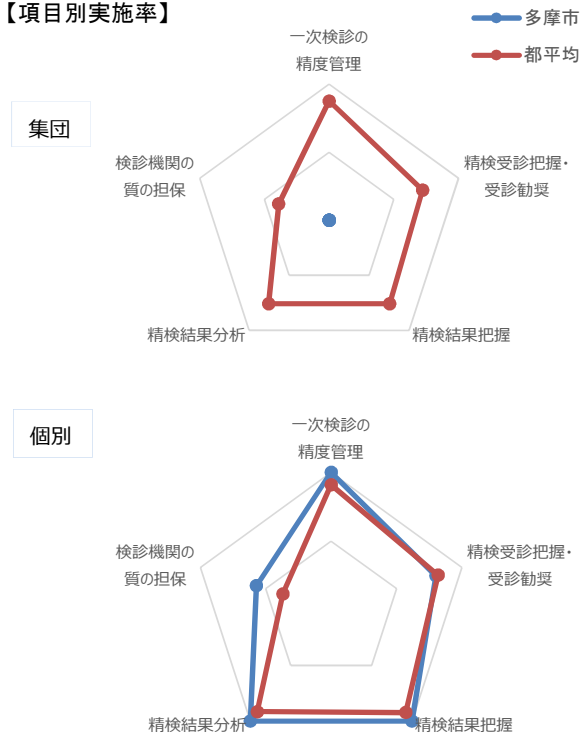 【項目別実施率】
多摩市
都平均
集団
一次検診の
精度管理
精検受診把握・
受診勧奨
精検結果把握
精検結果分析
検診機関の
質の担保
個別
一次検診の
精度管理
精検受診把握・
受診勧奨
精検結果把握
精検結果分析
検診機関の
質の担保